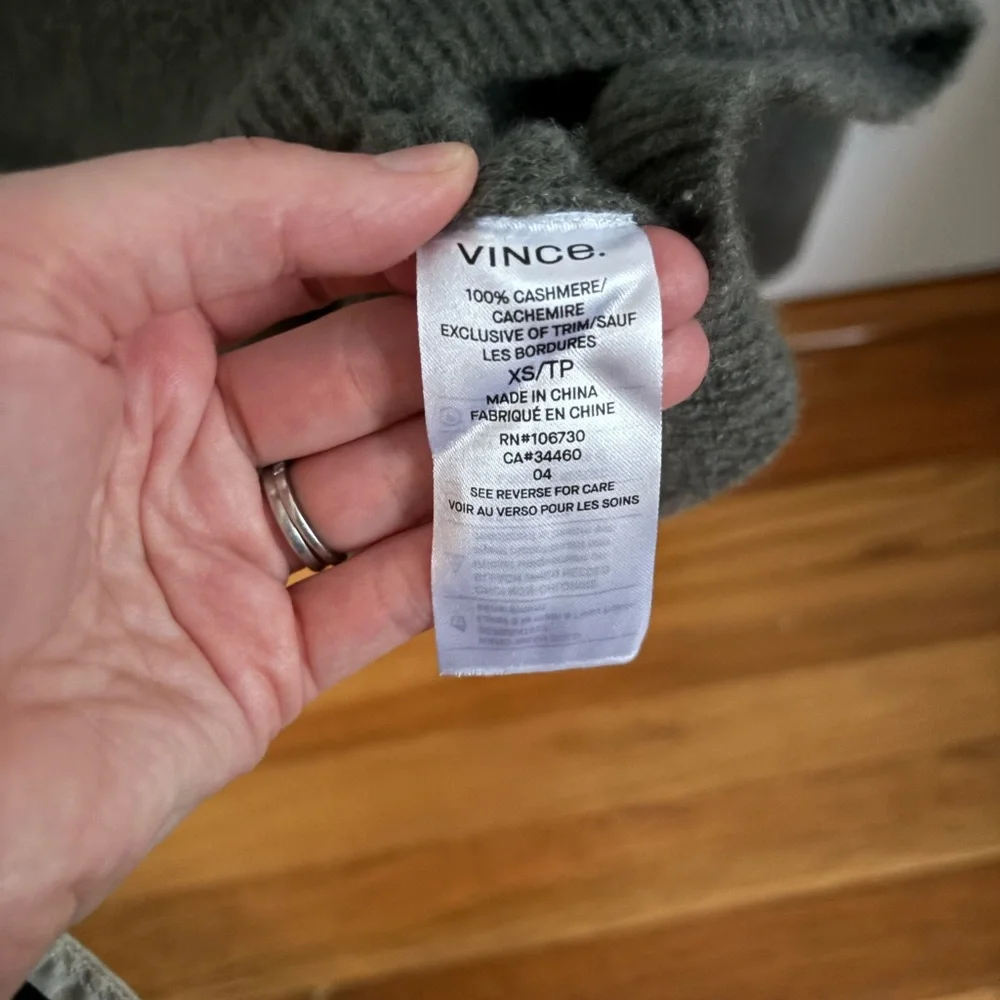 VINCe.
100% CASHMERE/
CACHEMIRE
EXCLUSIVE OF TRIM/SAUF
LES BORDURES
XS/TP
MADE IN CHINA
FABRIQUÉ EN CHINE
RN#106730
CA#34460
04
SEE REVERSE FOR CARE
VOIR AU VERSO POUR LES SOINS